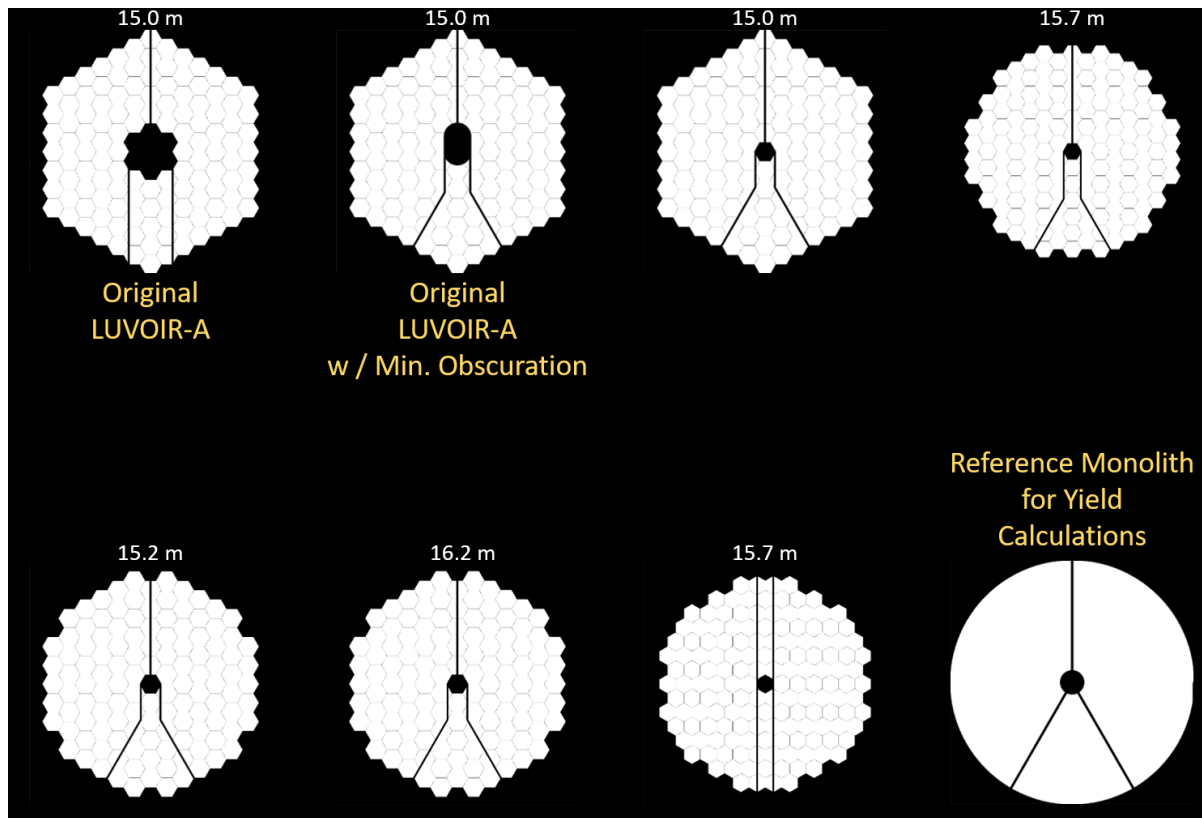 15.0 m
15.0 m
15.0 m
15.7 m
Original
LUVOIR-A
Original
LUVOIR-A
w / Min. Obscuration
Reference Monolith
for Yield
Calculations
15.2 m
16.2 m
15.7 m